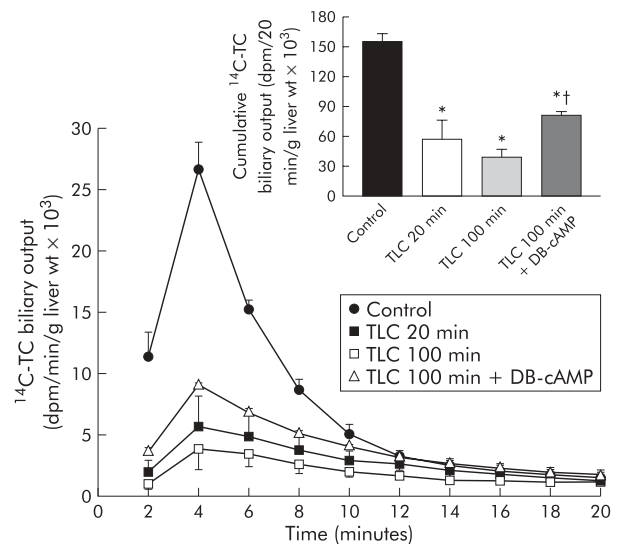 Cumulative ¹⁴C-TC
biliary output (dpm/20
min/g liver wt × 10³)
180
150
120
90
60
30
0
*
*
*†
Control
TLC 20 min
TLC 100 min
TLC 100 min
+ DB-cAMP
¹⁴C-TC biliary output
(dpm/min/g liver wt × 10³)
30
25
20
15
10
5
0
Control
TLC 20 min
TLC 100 min
TLC 100 min + DB-cAMP
0 2 4 6 8 10 12 14 16 18 20
Time (minutes)